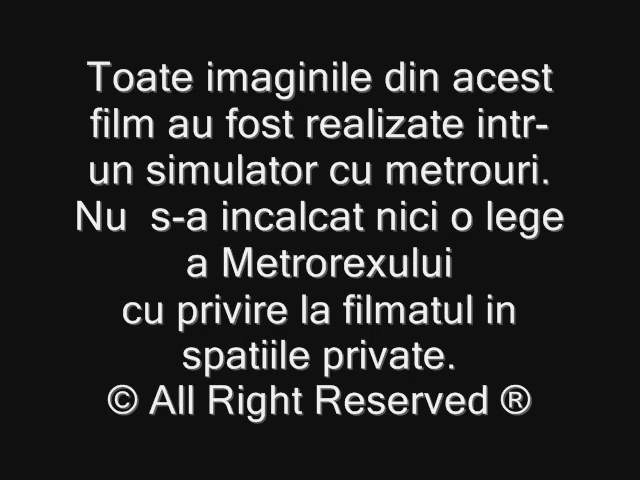 Toate imaginile din acest
film au fost realizate intr-
un simulator cu metrouri.
Nu  s-a incalcat nici o lege
a Metrorexului
cu privire la filmatul in
spatiile private.
© All Right Reserved ®